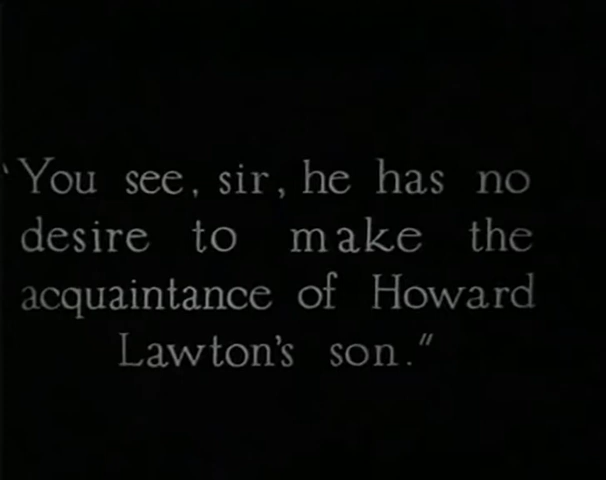 "You see, sir, he has no
desire to make the
acquaintance of Howard
Lawton's son."